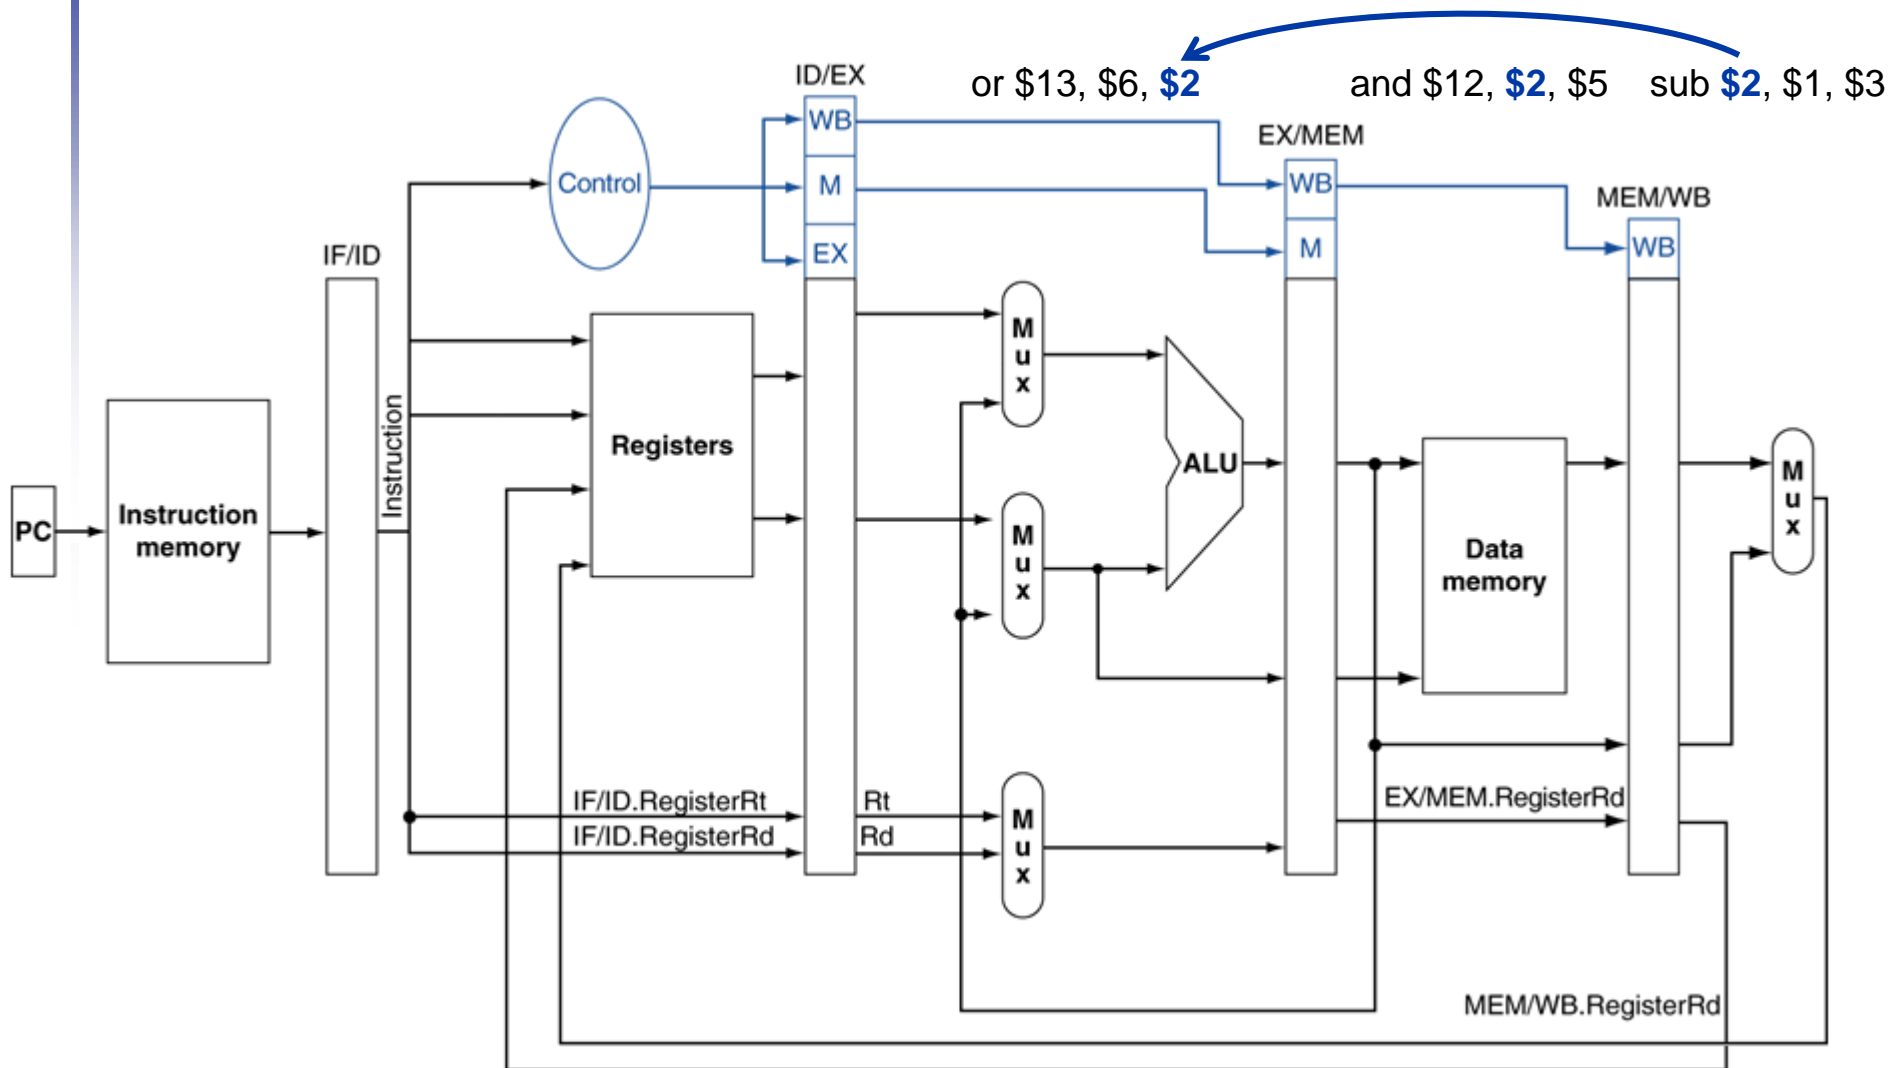 or $13, $6, $2
and $12, $2, $5
sub $2, $1, $3
ID/EX
WB
M
EX
Control
EX/MEM
WB
M
MEM/WB
WB
IF/ID
Instruction
PC
Instruction
memory
Registers
M
u
x
M
u
x
ALU
Data
memory
M
u
x
IF/ID.RegisterRt
IF/ID.RegisterRd
Rt
Rd
M
u
x
EX/MEM.RegisterRd
MEM/WB.RegisterRd